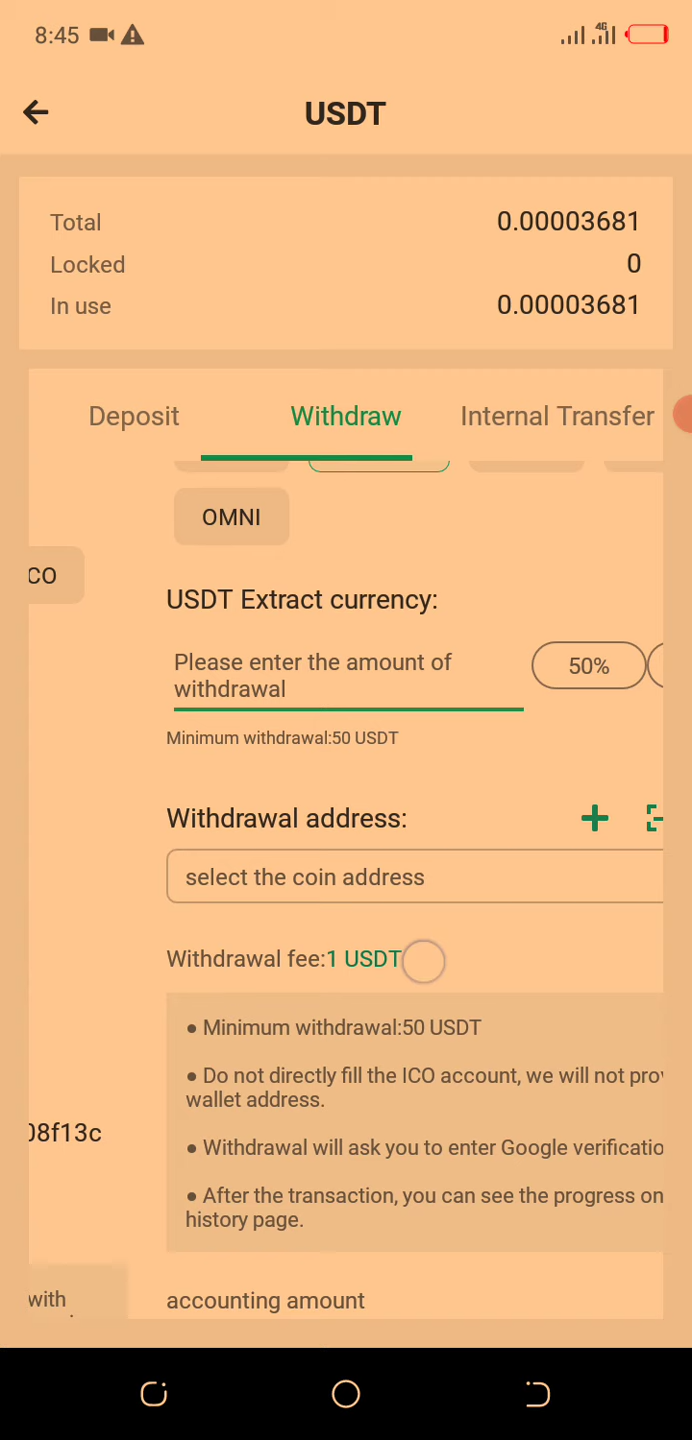 8:45
4G
USDT
Total 0.00003681
Locked 0
In use 0.00003681
Deposit Withdraw Internal Transfer
OMNI
CO
USDT Extract currency:
Please enter the amount of
withdrawal
50%
Minimum withdrawal:50 USDT
Withdrawal address:
select the coin address
Withdrawal fee:1 USDT
● Minimum withdrawal:50 USDT
● Do not directly fill the ICO account, we will not pro
wallet address.
08f13c
● Withdrawal will ask you to enter Google verificatio
● After the transaction, you can see the progress on
history page.
with
accounting amount